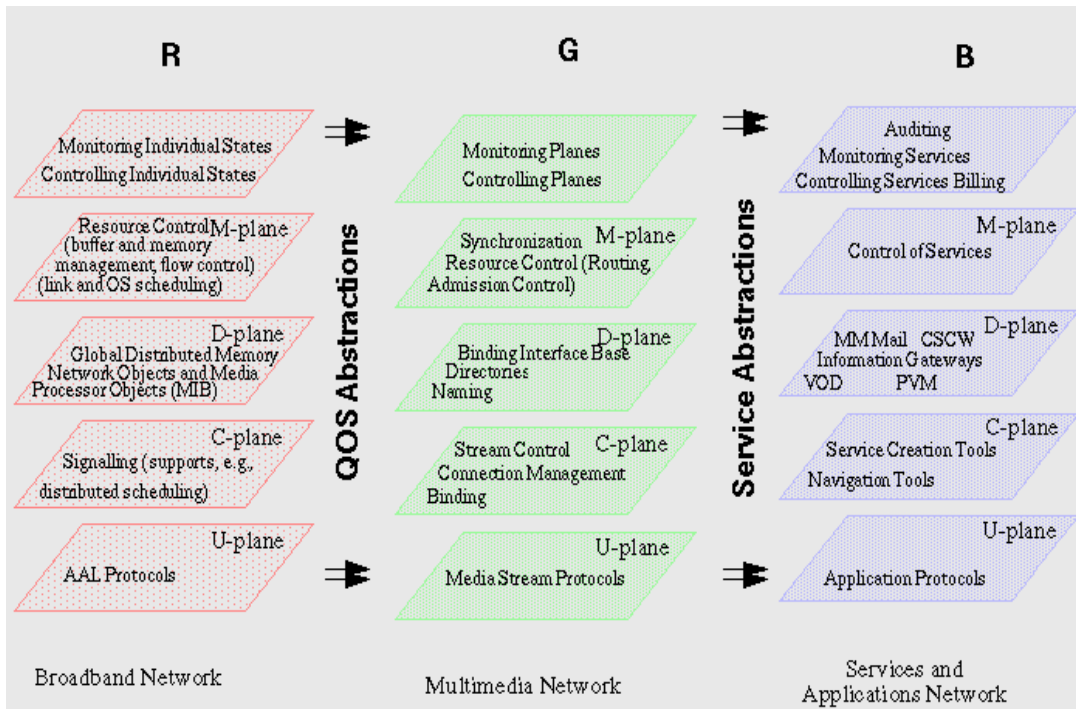 R
G
B
Monitoring Individual States
Controlling Individual States
Resource Control
M-plane
(buffer and memory
management, flow control)
(link and OS scheduling)
D-plane
Global Distributed Memory
Network Objects and Media
Processor Objects (MIB)
C-plane
Signalling (supports, e.g.,
distributed scheduling)
U-plane
AAL Protocols
Broadband Network
QOS Abstractions
Monitoring Planes
Controlling Planes
M-plane
Synchronization
Resource Control (Routing,
Admission Control)
D-plane
Binding Interface Base
Directories
Naming
C-plane
Stream Control
Connection Management
Binding
U-plane
Media Stream Protocols
Multimedia Network
Service Abstractions
Auditing
Monitoring Services
Controlling Services Billing
M-plane
Control of Services
D-plane
MM Mail CSCW
Information Gateways
VOD PVM
C-plane
Service Creation Tools
Navigation Tools
U-plane
Application Protocols
Services and
Applications Network